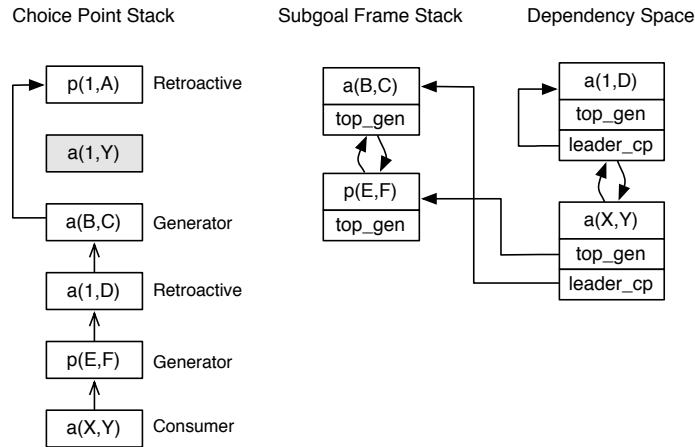 Choice Point Stack
p(1,A) Retroactive
a(1,Y)
a(B,C) Generator
a(1,D) Retroactive
p(E,F) Generator
a(X,Y) Consumer
Subgoal Frame Stack
a(B,C)
top_gen
p(E,F)
top_gen
Dependency Space
a(1,D)
top_gen
leader_cp
a(X,Y)
top_gen
leader_cp